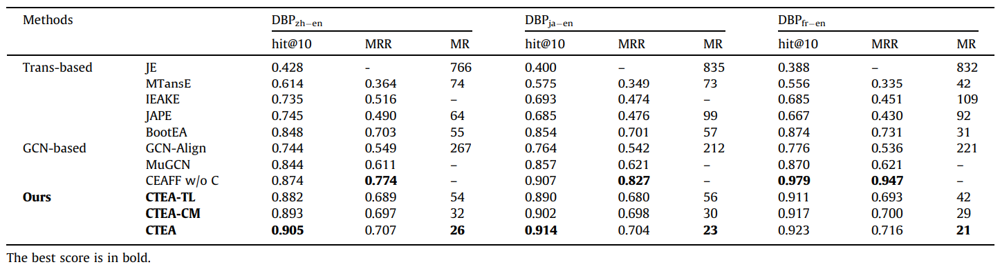 Methods DBPzh−en DBPja−en DBPfr−en
hit@10 MRR MR hit@10 MRR MR hit@10 MRR MR
Trans-based JE 0.428 - 766 0.400 – 835 0.388 – 832
MTansE 0.614 0.364 74 0.575 0.349 73 0.556 0.335 42
IEAKE 0.735 0.516 – 0.693 0.474 – 0.685 0.451 109
JAPE 0.745 0.490 64 0.685 0.476 99 0.667 0.430 92
BootEA 0.848 0.703 55 0.854 0.701 57 0.874 0.731 31
GCN-based GCN-Align 0.744 0.549 267 0.764 0.542 212 0.776 0.536 221
MuGCN 0.844 0.611 – 0.857 0.621 – 0.870 0.621 –
CEAFF w/o C 0.874 0.774 – 0.907 0.827 – 0.979 0.947 –
Ours CTEA-TL 0.882 0.689 54 0.890 0.680 56 0.911 0.693 42
CTEA-CM 0.893 0.697 32 0.902 0.698 30 0.917 0.700 29
CTEA 0.905 0.707 26 0.914 0.704 23 0.923 0.716 21
The best score is in bold.